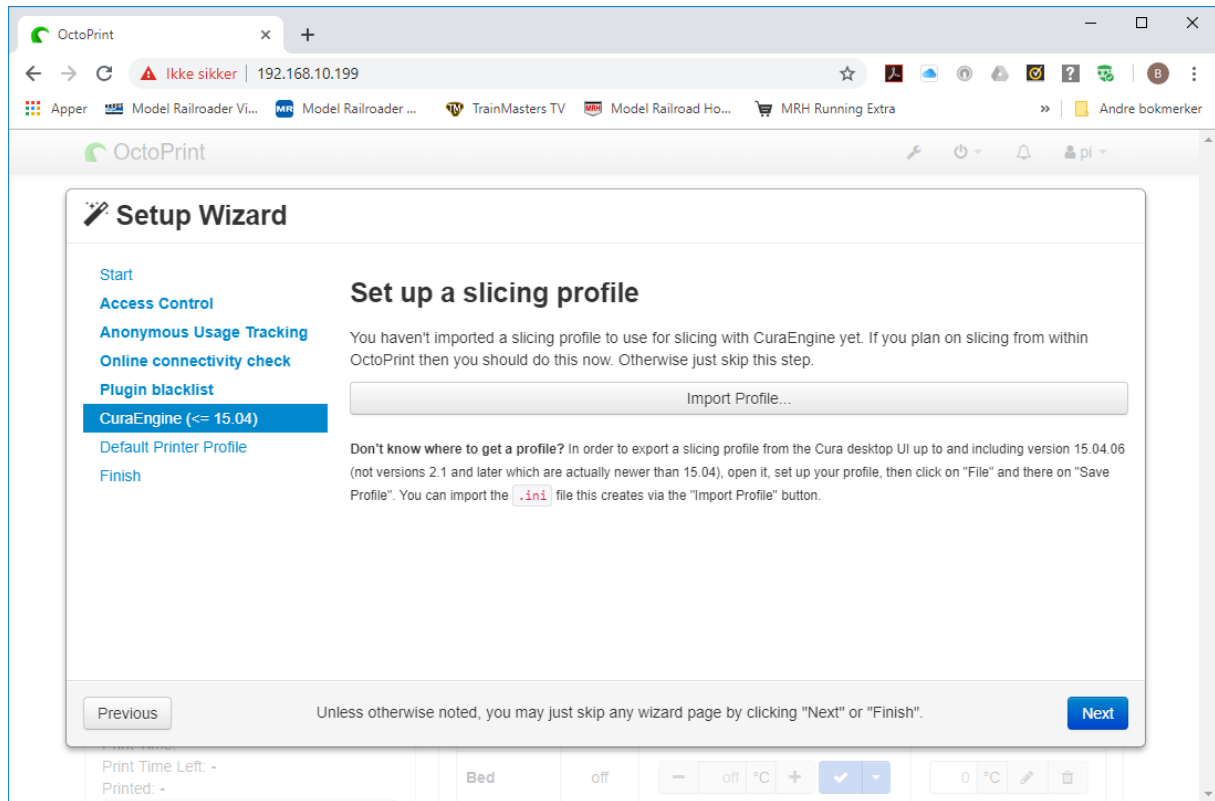 OctoPrint
Ikke sikker 192.168.10.199
B
Apper Model Railroader Vi... MR Model Railroader ... TV TrainMasters TV MRH Model Railroad Ho... MRH Running Extra » Andre bokmerker
OctoPrint pi
Setup Wizard
Start
Access Control
Anonymous Usage Tracking
Online connectivity check
Plugin blacklist
CuraEngine (<= 15.04)
Default Printer Profile
Finish
Set up a slicing profile
You haven't imported a slicing profile to use for slicing with CuraEngine yet. If you plan on slicing from within
OctoPrint then you should do this now. Otherwise just skip this step.
Import Profile...
Don't know where to get a profile? In order to export a slicing profile from the Cura desktop UI up to and including version 15.04.06
(not versions 2.1 and later which are actually newer than 15.04), open it, set up your profile, then click on "File" and there on "Save
Profile". You can import the .ini file this creates via the "Import Profile" button.
Previous
Unless otherwise noted, you may just skip any wizard page by clicking "Next" or "Finish".
Next
Print Time Left: -
Printed: -
Bed off off °C 0 °C